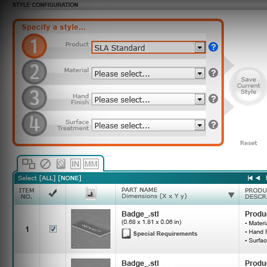 STYLE CONFIGURATION
Specify a style...
1 Product SLA Standard ?
2 Material Please select... ?
3 Hand Finish Please select... ?
4 Surface Treatment Please select... ?
Save Current Style
Reset
IN MM
Select [ALL] [NONE]
ITEM NO. PART NAME PRODU
Dimensions (X x Y y) DESCR
1 Badge_.stl Produ
(0.68 x 1.81 x 0.06 in) • Materi
Special Requirements • Hand F
• Surfac
Badge_.stl Produ